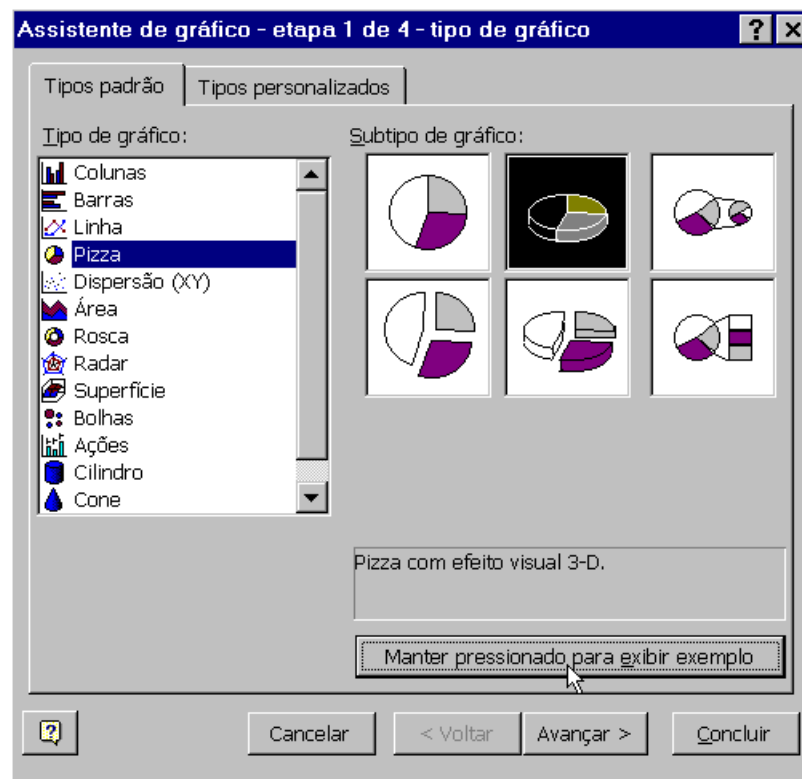 Assistente de gráfico - etapa 1 de 4 - tipo de gráfico
Tipos padrão
Tipos personalizados
Tipo de gráfico:
Colunas
Barras
Linha
Pizza
Dispersão (XY)
Área
Rosca
Radar
Superfície
Bolhas
Ações
Cilindro
Cone
Subtipo de gráfico:
Pizza com efeito visual 3-D.
Manter pressionado para exibir exemplo
Cancelar
< Voltar
Avançar >
Concluir